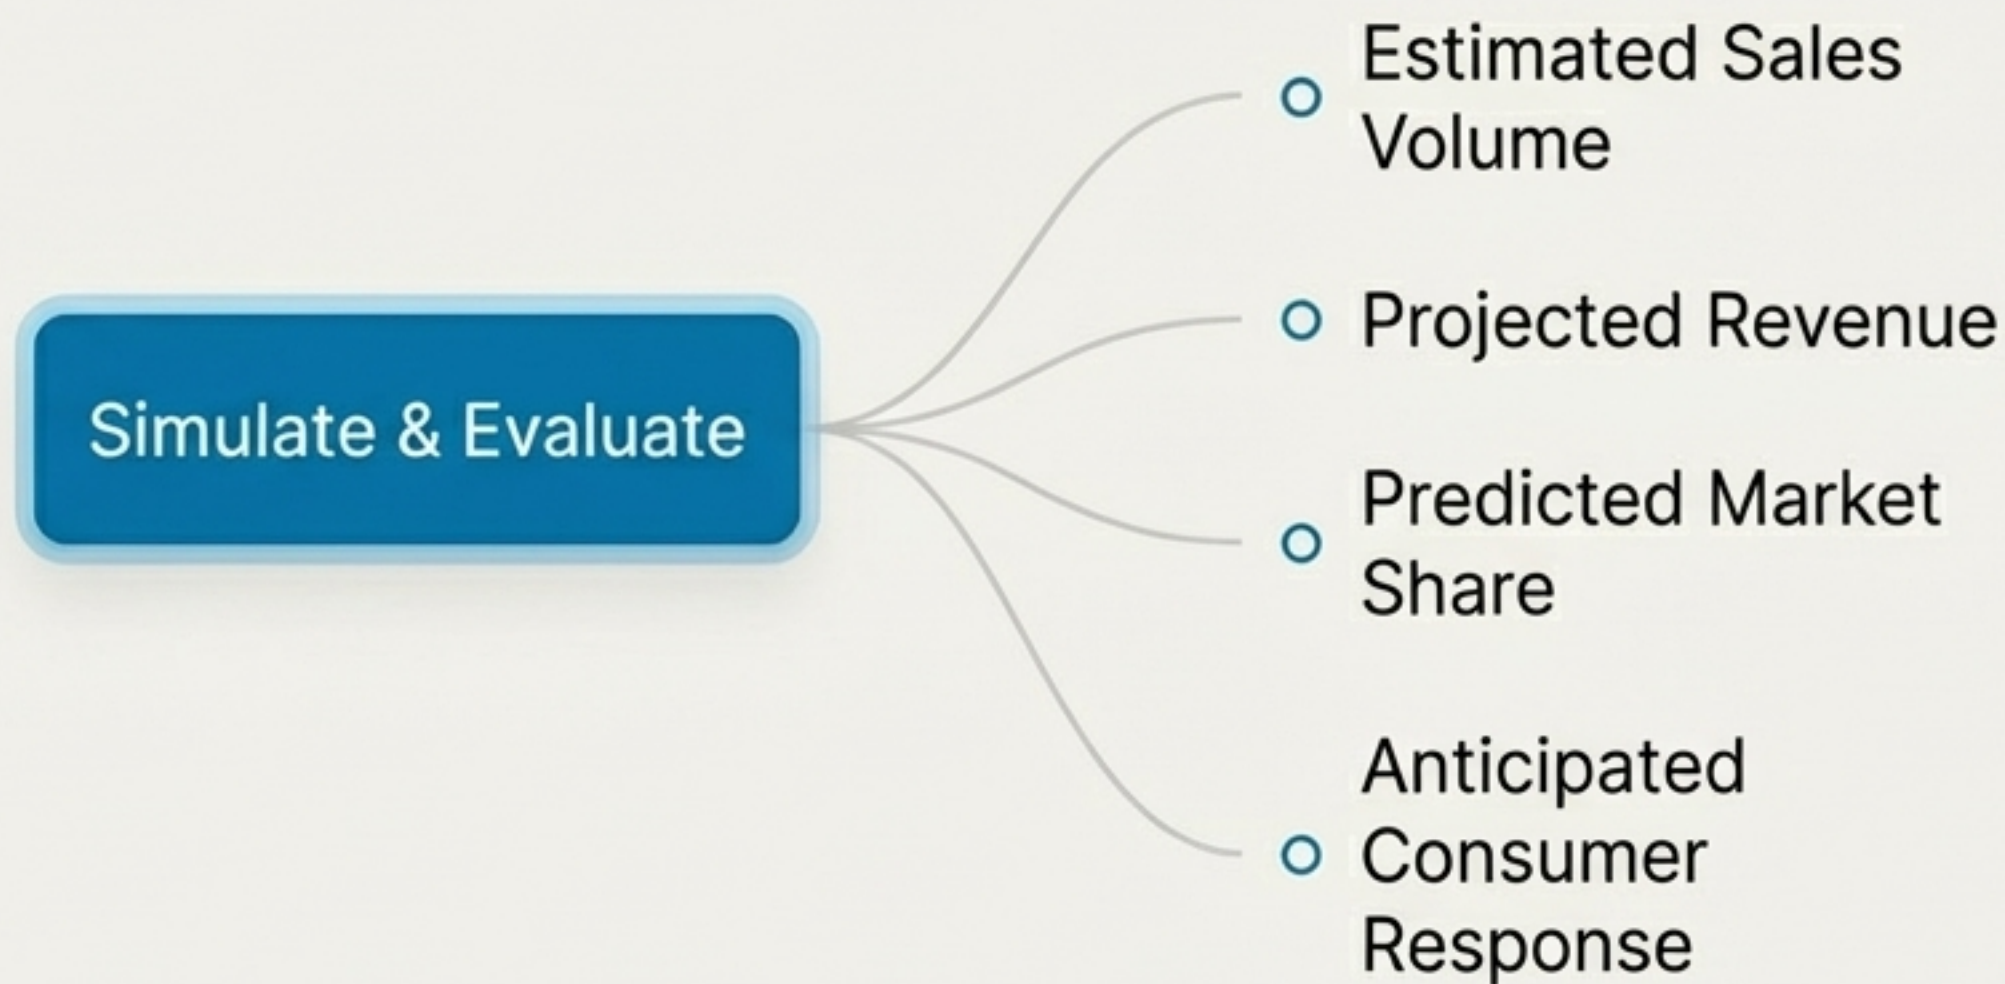 Simulate & Evaluate
Estimated Sales
Volume
Projected Revenue
Predicted Market
Share
Anticipated
Consumer
Response